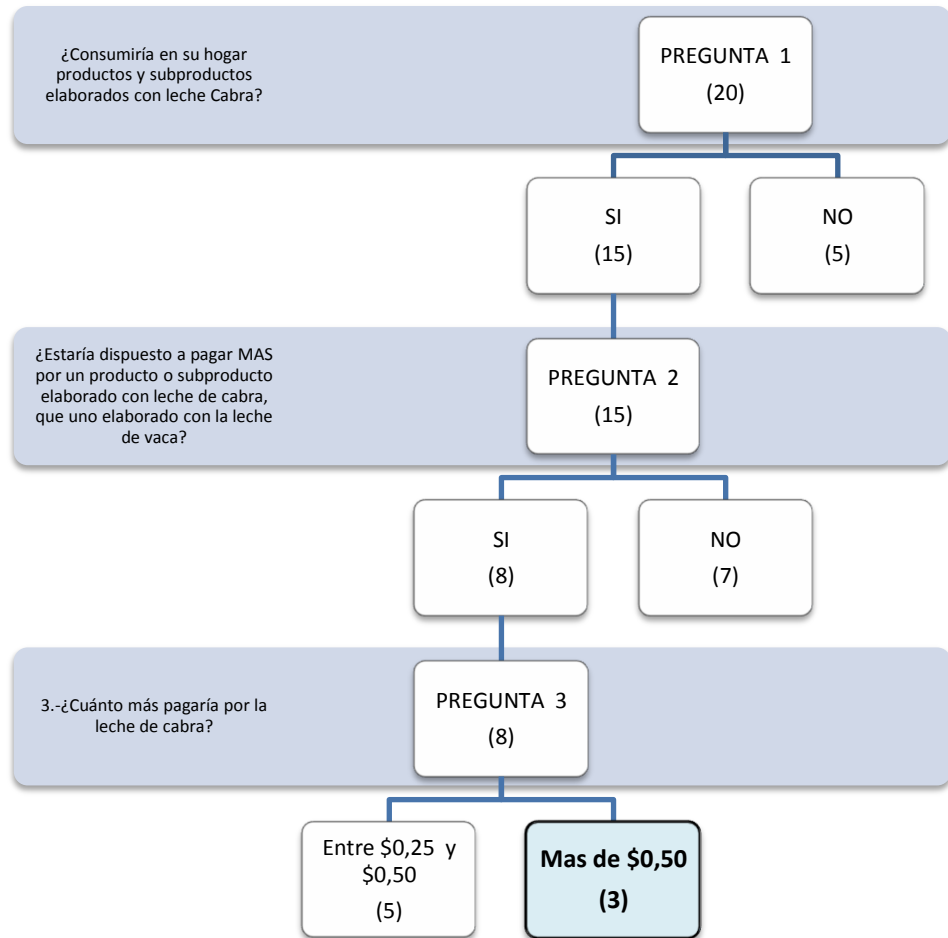 ¿Consumiría en su hogar
productos y subproductos
elaborados con leche Cabra?
PREGUNTA 1
(20)
SI
(15)
NO
(5)
¿Estaría dispuesto a pagar MAS
por un producto o subproducto
elaborado con leche de cabra,
que uno elaborado con la leche
de vaca?
PREGUNTA 2
(15)
SI
(8)
NO
(7)
3.-¿Cuánto más pagaría por la
leche de cabra?
PREGUNTA 3
(8)
Entre $0,25 y
$0,50
(5)
Mas de $0,50
(3)